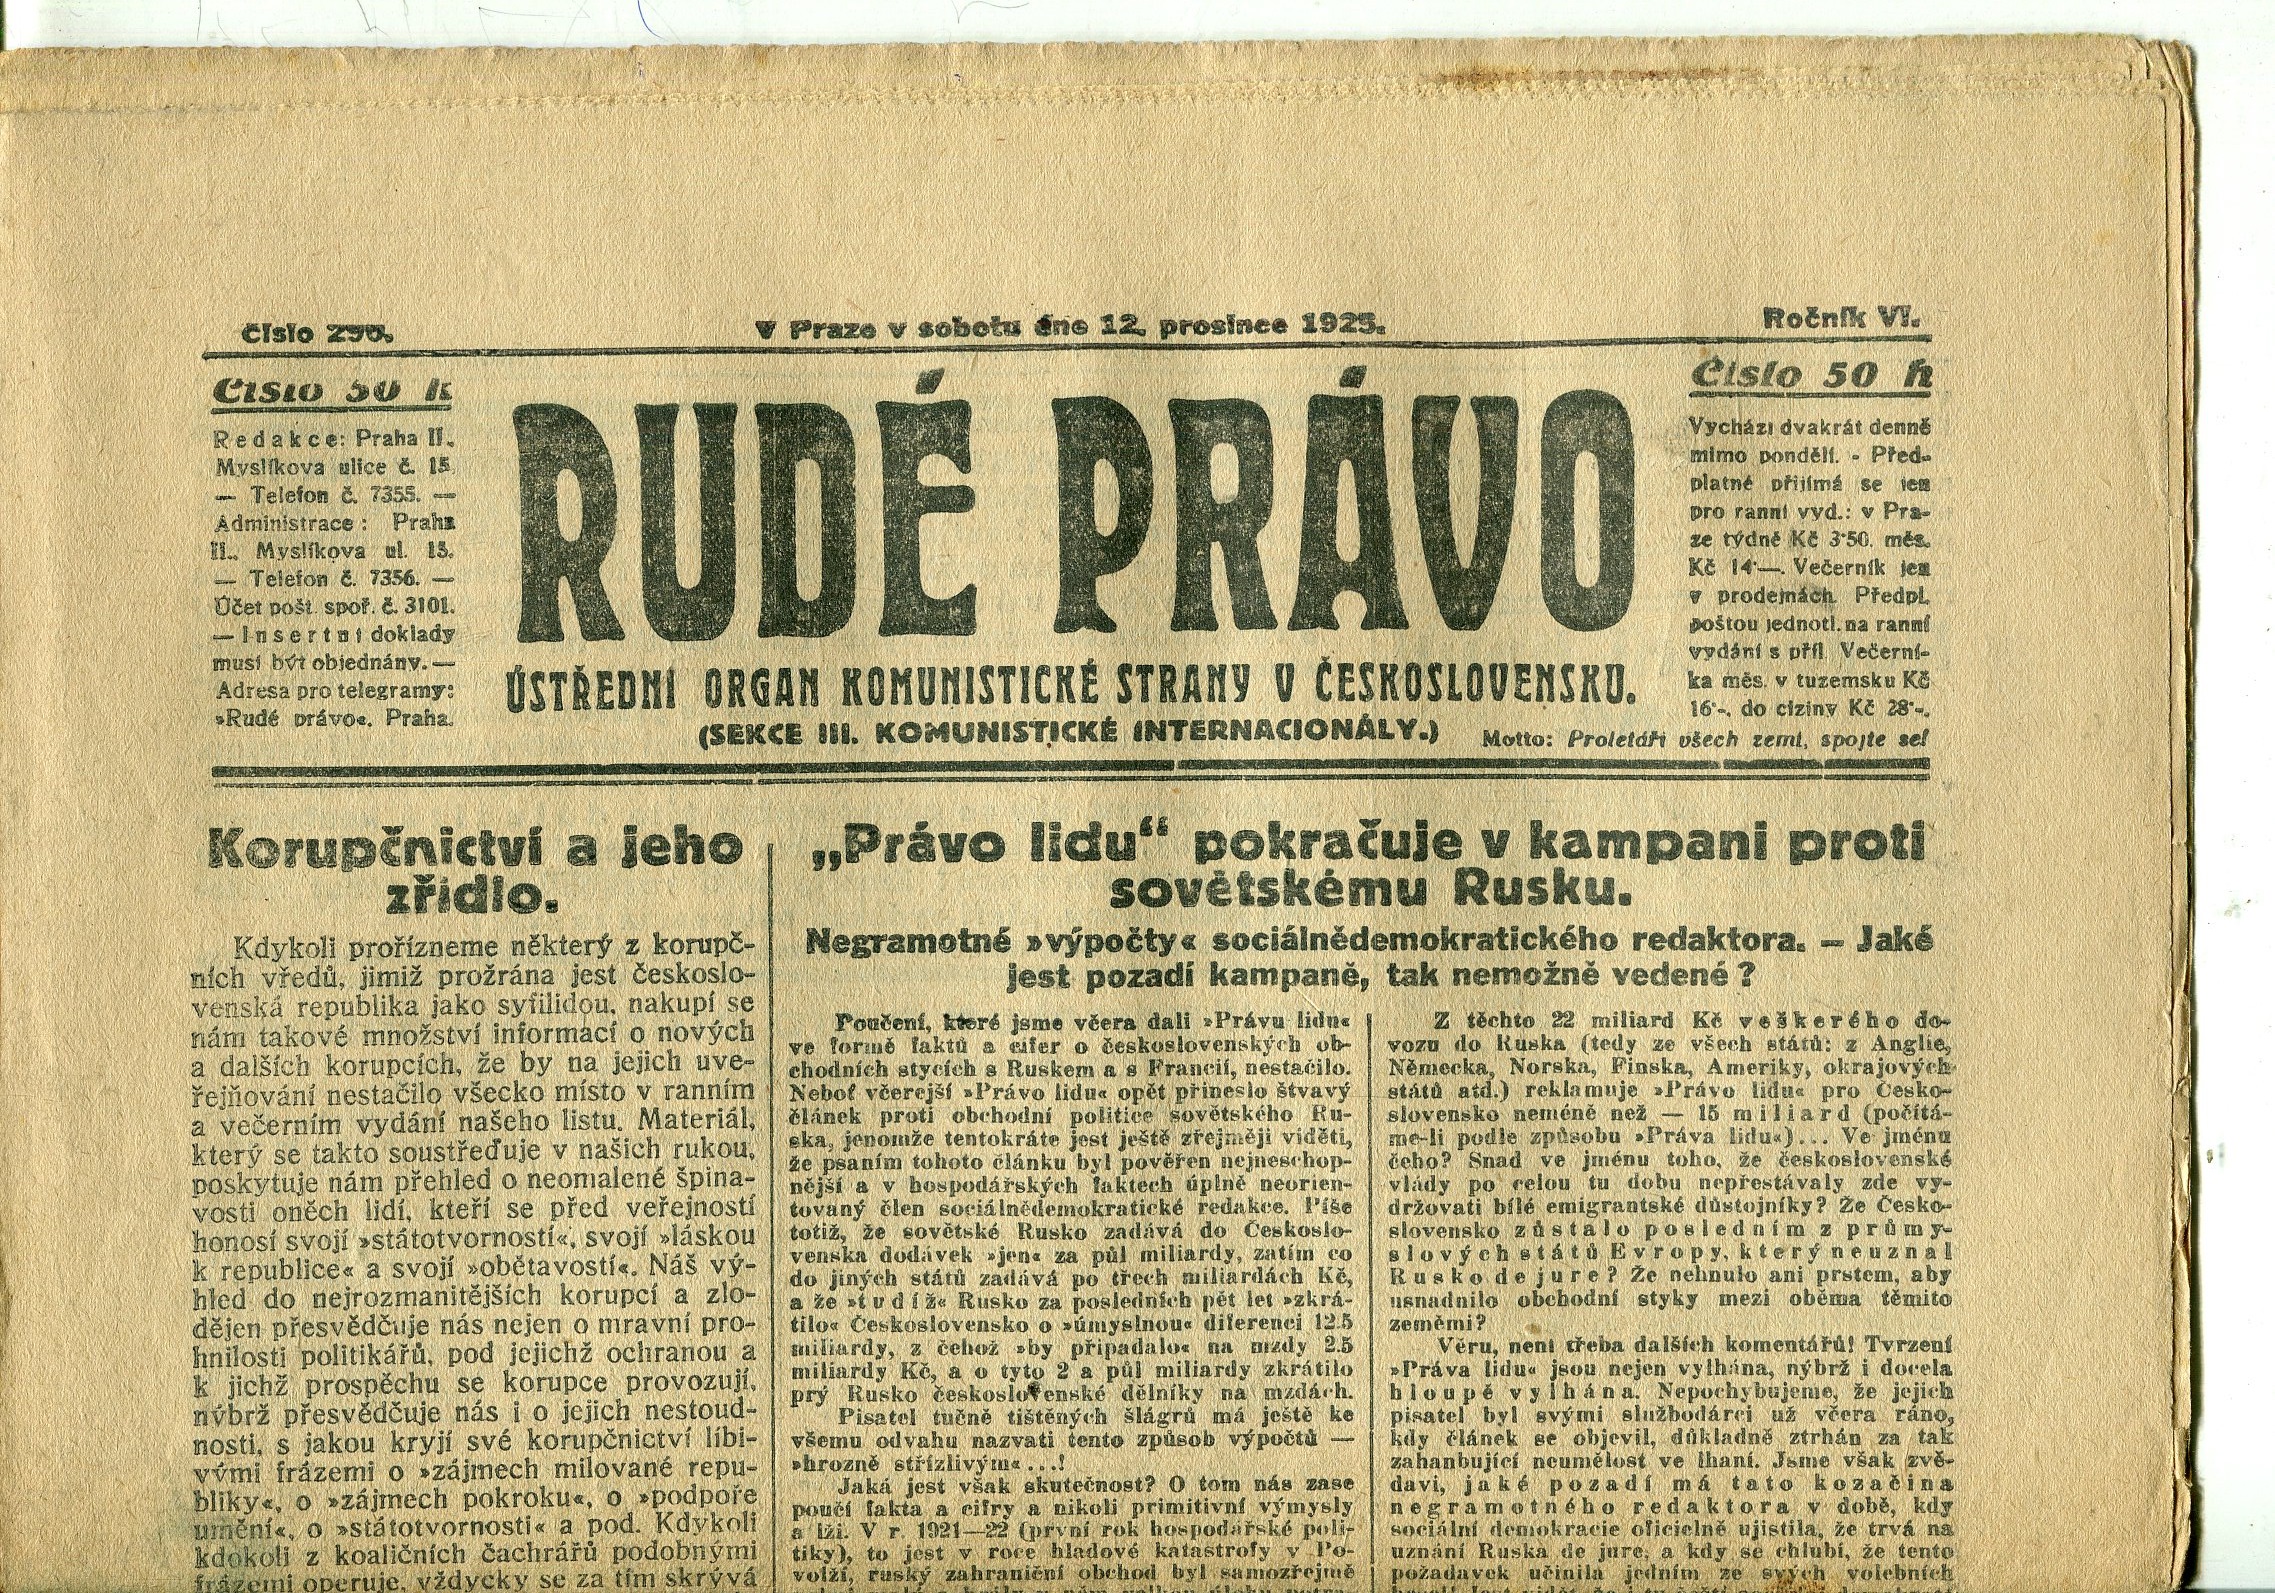 Číslo 290.
V Praze v sobotu dne 12. prosince 1925.
Ročník VI.
Číslo 50 h
Redakce: Praha II.,
Myslíkova ulice č. 15
— Telefon č. 7355. —
Administrace: Praha
II., Myslíkova ul. 15.
— Telefon č. 7356. —
Účet pošt. spoř. č. 3101.
— Insertní doklady
musí být objednány. —
Adresa pro telegramy:
»Rudé právo«, Praha.
RUDÉ PRÁVO
ÚSTŘEDNÍ ORGAN KOMUNISTICKÉ STRANY V ČESKOSLOVENSKU.
(SEKCE III. KOMUNISTICKÉ INTERNACIONÁLY.)
Motto: Proletáři všech zemí, spojte se!
Číslo 50 h
Vychází dvakrát denně
mimo pondělí. - Před-
platné přijímá se jen
pro ranní vyd.: v Pra-
ze týdně Kč 3·50, měs.
Kč 14·—. Večerník jen
v prodejnách. Předpl.
poštou jednotl. na ranní
vydání s příl. Večerní-
ka měs. v tuzemsku Kč
16·-, do ciziny Kč 28·-.
Korupčnictví a jeho
zřídlo.
Kdykoli prořízneme některý z korupč-
ních vředů, jimiž prožrána jest českoslo-
venská republika jako syfilidou, nakupí se
nám takové množství informací o nových
a dalších korupcích, že by na jejich uve-
řejňování nestačilo všecko místo v ranním
a večerním vydání našeho listu. Materiál,
který se takto soustřeďuje v našich rukou,
poskytuje nám přehled o neomalené špina-
vosti oněch lidí, kteří se před veřejností
honosí svojí »státotvorností«, svojí »láskou
k republice« a svojí »obětavostí«. Náš vý-
hled do nejrozmanitějších korupcí a zlo-
dějen přesvědčuje nás nejen o mravní pro-
hnilosti politikářů, pod jejichž ochranou a
k jichž prospěchu se korupce provozují,
nýbrž přesvědčuje nás i o jejich nestoud-
nosti, s jakou kryjí své korupčnictví líbi-
vými frázemi o »zájmech milované repu-
bliky«, o »zájmech pokroku«, o »podpoře
umění«, o »státotvornosti« a pod. Kdykoli
kdokoli z koaličních čachrářů podobnými
frázemi operuje, vždycky se za tím skrývá
„Právo lidu“ pokračuje v kampani proti
sovětskému Rusku.
Negramotné »výpočty« sociálnědemokratického redaktora. – Jaké
jest pozadí kampaně, tak nemožně vedené?
Poučení, které jsme včera dali »Právu lidu«
ve formě faktů a cifer o československých ob-
chodních stycích s Ruskem a s Francií, nestačilo.
Neboť včerejší »Právo lidu« opět přineslo štvavý
článek proti obchodní politice sovětského Ru-
ska, jenomže tentokráte jest ještě zřejměji viděti,
že psaním tohoto článku byl pověřen nejneschop-
nější a v hospodářských faktech úplně neorien-
tovaný člen sociálnědemokratické redakce. Píše
totiž, že sovětské Rusko zadává do Českoslo-
venska dodávek »jen« za půl miliardy, zatím co
do jiných států zadává po třech miliardách Kč,
a že »tudíž« Rusko za posledních pět let »zkrá-
tilo« Československo o »úmyslnou« diferenci 12.5
miliardy, z čehož »by připadalo« na mzdy 2.5
miliardy Kč, a o tyto 2 a půl miliardy zkrátilo
prý Rusko československé dělníky na mzdách.
Pisatel tučně tištěných šlágrů má ještě ke
všemu odvahu nazvati tento způsob výpočtů —
»hrozně střízlivým«...!
Jaká jest však skutečnost? O tom nás zase
poučí fakta a cifry a nikoli primitivní výmysly
a lži. V r. 1921—22 (první rok hospodářské poli-
tiky), to jest v roce hladové katastrofy v Po-
volží, ruský zahraniční obchod byl samozřejmě
Z těchto 22 miliard Kč veškerého do-
vozu do Ruska (tedy ze všech států: z Anglie,
Německa, Norska, Finska, Ameriky, okrajových
států atd.) reklamuje »Právo lidu« pro Česko-
slovensko neméně než — 15 miliard (počítá-
me-li podle způsobu »Práva lidu«)... Ve jménu
čeho? Snad ve jménu toho, že československé
vlády po celou tu dobu nepřestávaly zde vy-
držovati bílé emigrantské důstojníky? Že Česko-
slovensko zůstalo posledním z průmy-
slových států Evropy, který neuznal
Rusko de jure? Že nehnulo ani prstem, aby
usnadnilo obchodní styky mezi oběma těmito
zeměmi?
Věru, není třeba dalších komentářů! Tvrzení
»Práva lidu« jsou nejen vylhána, nýbrž i docela
hloupě vylhána. Nepochybujeme, že jejich
pisatel byl svými službodárci už včera ráno,
kdy článek se objevil, důkladně ztrhán za tak
zahanbující neumělost ve lhaní. Jsme však zvě-
davi, jaké pozadí má tato kozačina
negramotného redaktora v době, kdy
sociální demokracie oficielně ujistila, že trvá na
uznání Ruska de jure, a kdy se chlubí, že tento
požadavek učinila jedním ze svých volebních